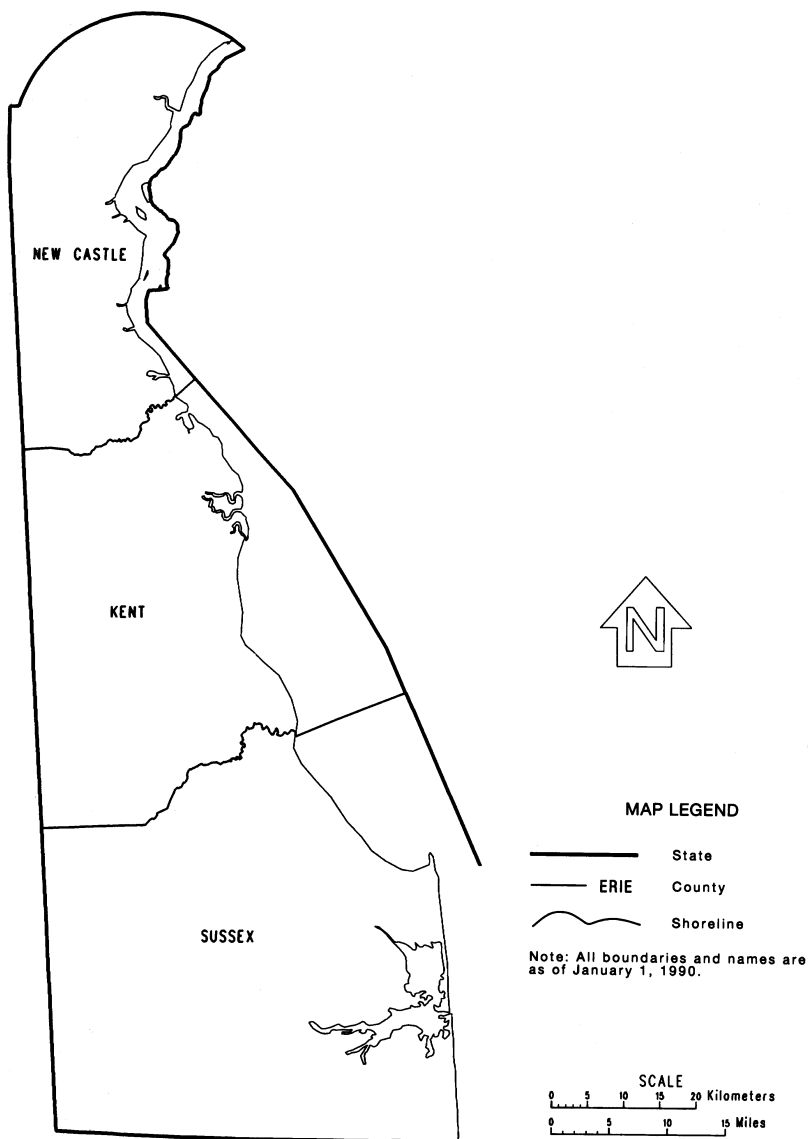 NEW CASTLE
KENT
SUSSEX
N
MAP LEGEND
State
ERIE County
Shoreline
Note: All boundaries and names are
as of January 1, 1990.
SCALE
0 5 10 15 20 Kilometers
0 5 10 15 Miles